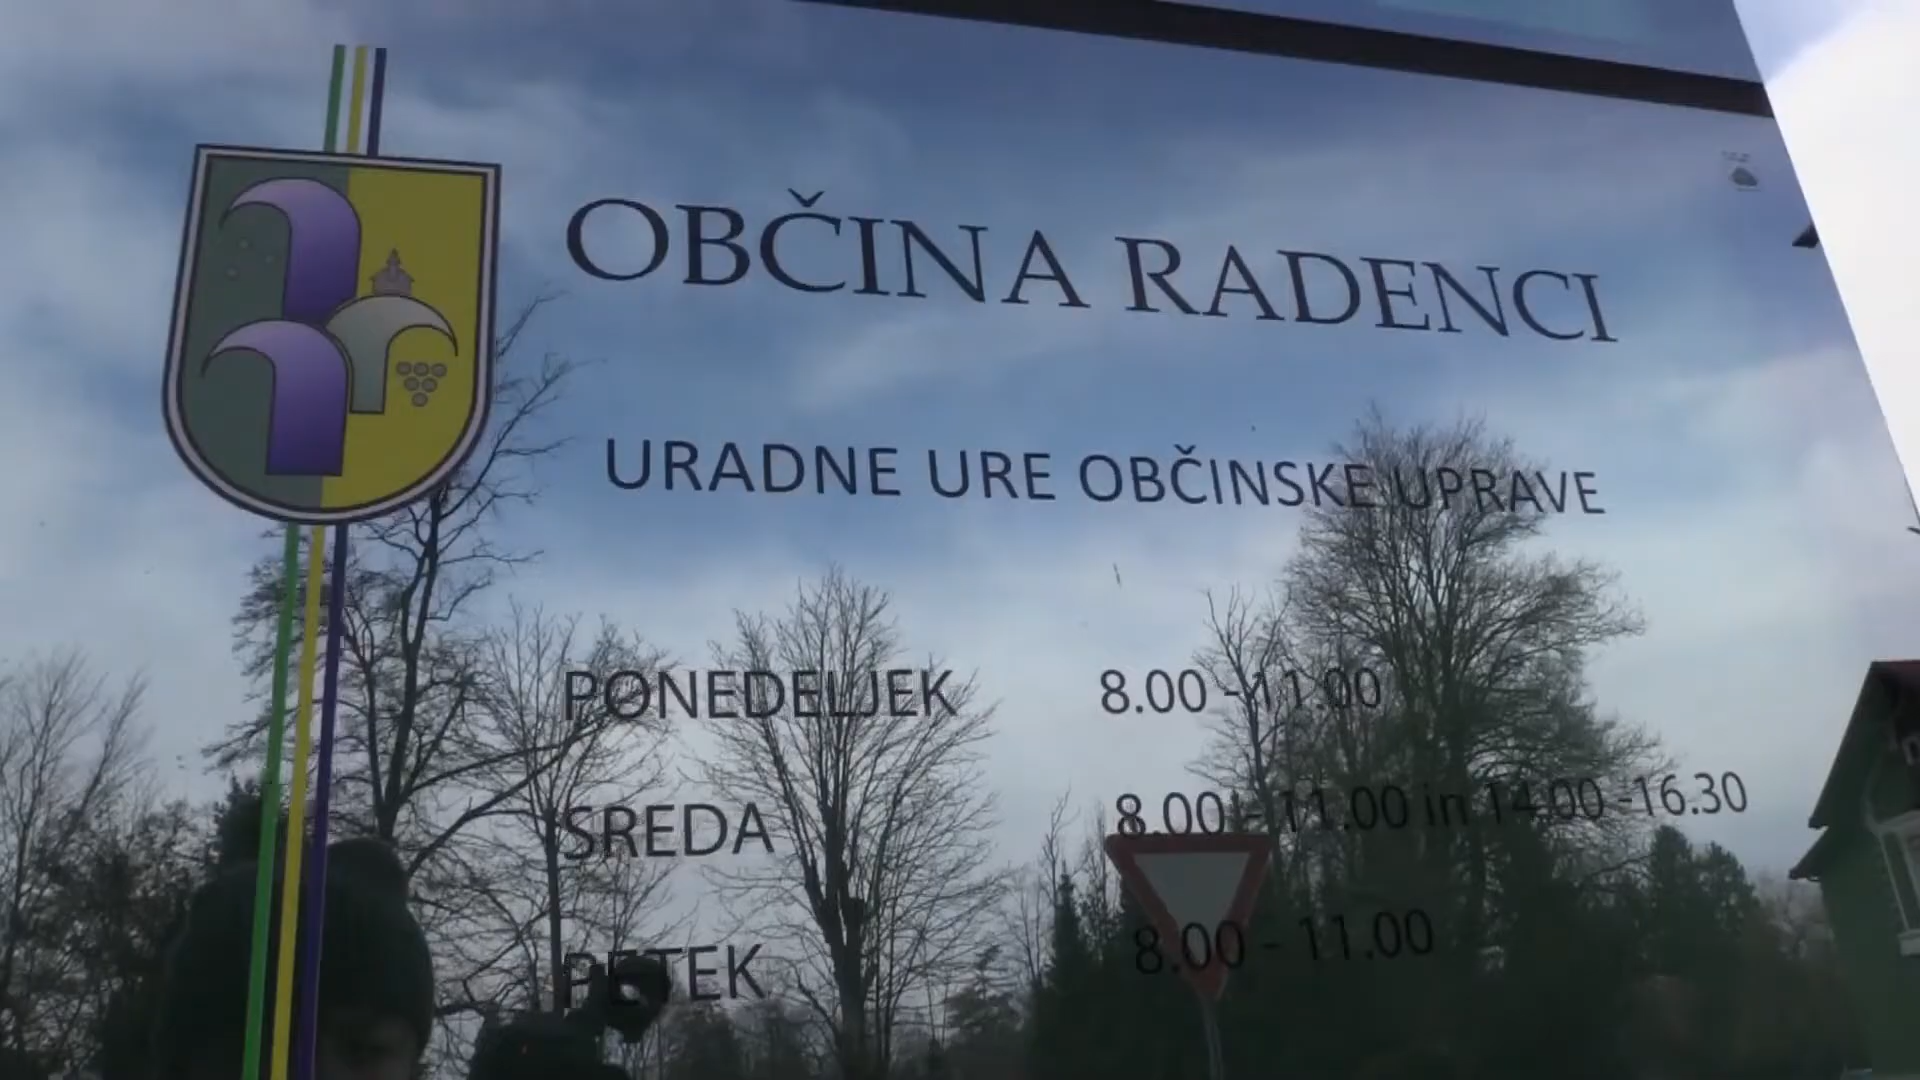 OBČINA RADENCI
URADNE URE OBČINSKE UPRAVE
PONEDELJEK 8.00 - 11.00
SREDA 8.00 - 11.00 in 14.00 -16.30
PETEK 8.00 - 11.00